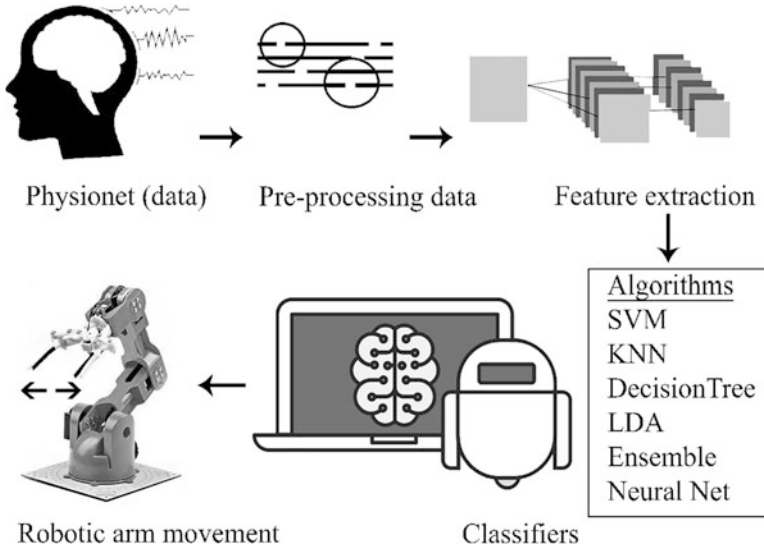 Physionet (data)
Pre-processing data
Feature extraction
Algorithms
SVM
KNN
DecisionTree
LDA
Ensemble
Neural Net
Robotic arm movement
Classifiers